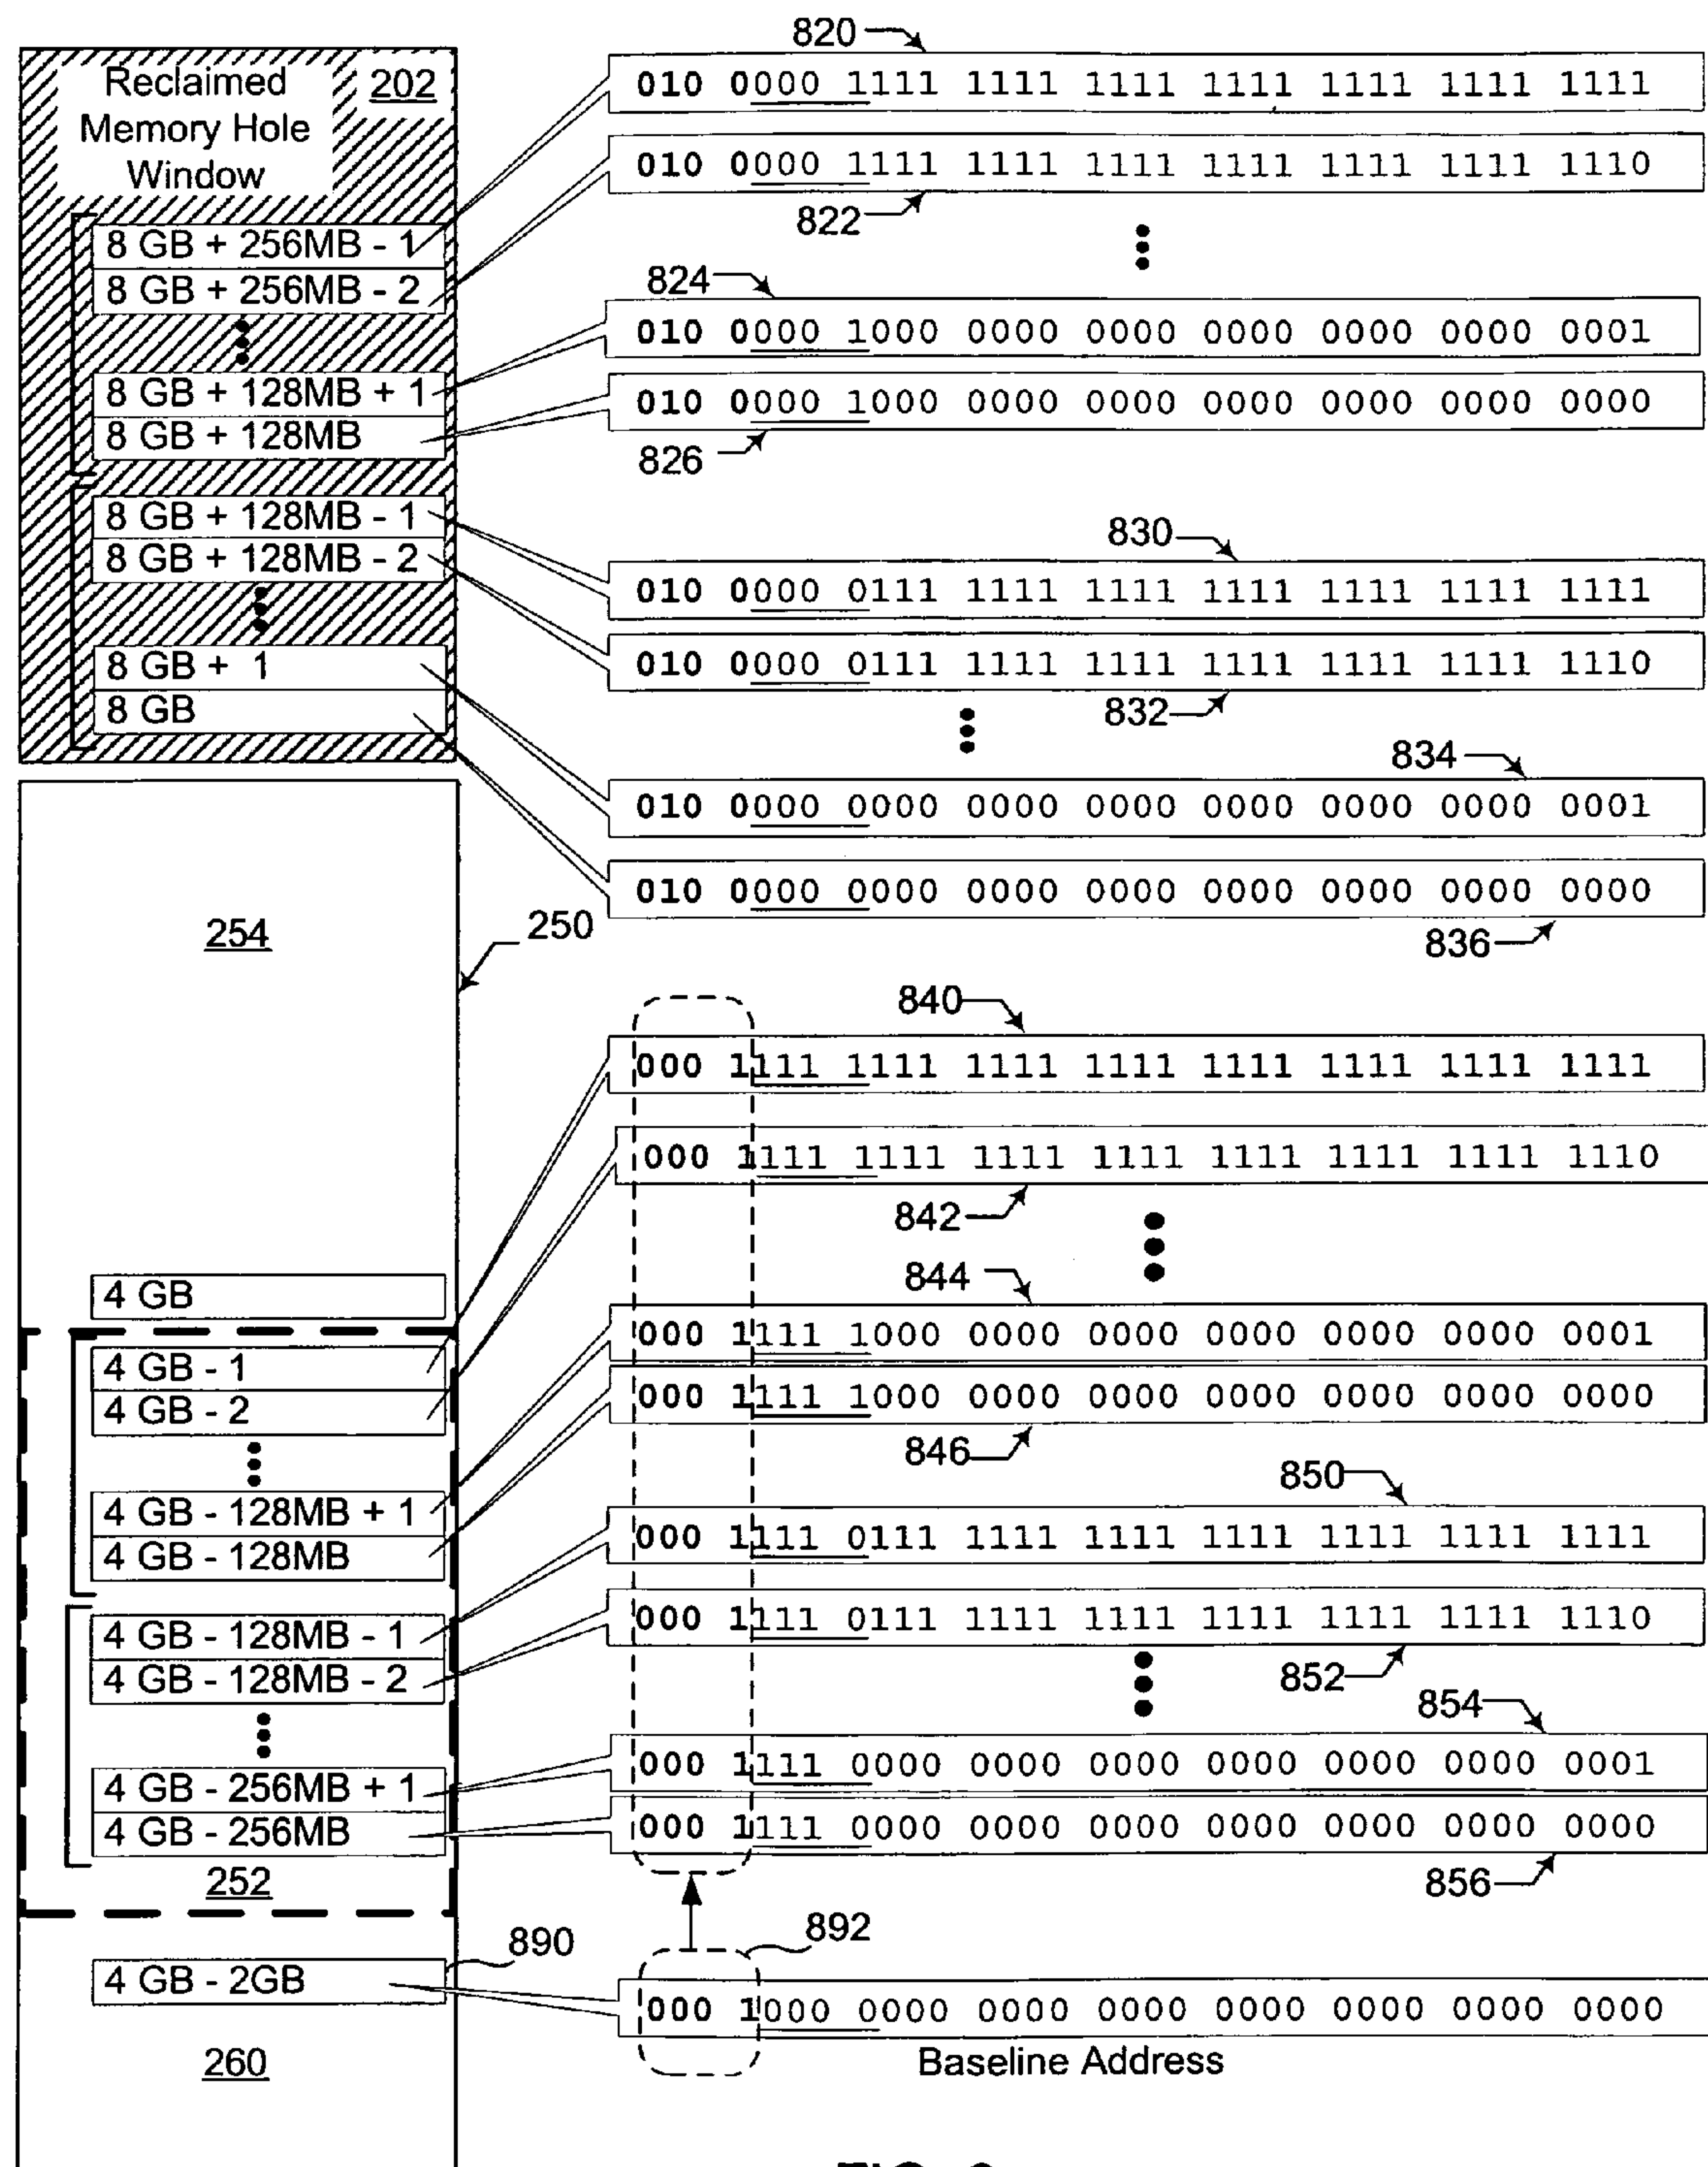 820
Reclaimed 202
Memory Hole
Window
010 0000 1111 1111 1111 1111 1111 1111 1111
010 0000 1111 1111 1111 1111 1111 1111 1110
822
8 GB + 256MB - 1
8 GB + 256MB - 2
824
010 0000 1000 0000 0000 0000 0000 0000 0001
8 GB + 128MB + 1
010 0000 1000 0000 0000 0000 0000 0000 0000
8 GB + 128MB
826
8 GB + 128MB - 1
830
8 GB + 128MB - 2
010 0000 0111 1111 1111 1111 1111 1111 1111
8 GB + 1
010 0000 0111 1111 1111 1111 1111 1111 1110
8 GB
832
834
010 0000 0000 0000 0000 0000 0000 0000 0001
010 0000 0000 0000 0000 0000 0000 0000 0000
254
250
836
840
000 1111 1111 1111 1111 1111 1111 1111 1111
000 1111 1111 1111 1111 1111 1111 1111 1110
842
844
4 GB
000 1111 1000 0000 0000 0000 0000 0000 0001
4 GB - 1
000 1111 1000 0000 0000 0000 0000 0000 0000
4 GB - 2
846
850
4 GB - 128MB + 1
000 1111 0111 1111 1111 1111 1111 1111 1111
4 GB - 128MB
4 GB - 128MB - 1
000 1111 0111 1111 1111 1111 1111 1111 1110
4 GB - 128MB - 2
852
854
000 1111 0000 0000 0000 0000 0000 0000 0001
4 GB - 256MB + 1
4 GB - 256MB
000 1111 0000 0000 0000 0000 0000 0000 0000
252
856
890
892
4 GB - 2GB
000 1000 0000 0000 0000 0000 0000 0000 0000
260
Baseline Address